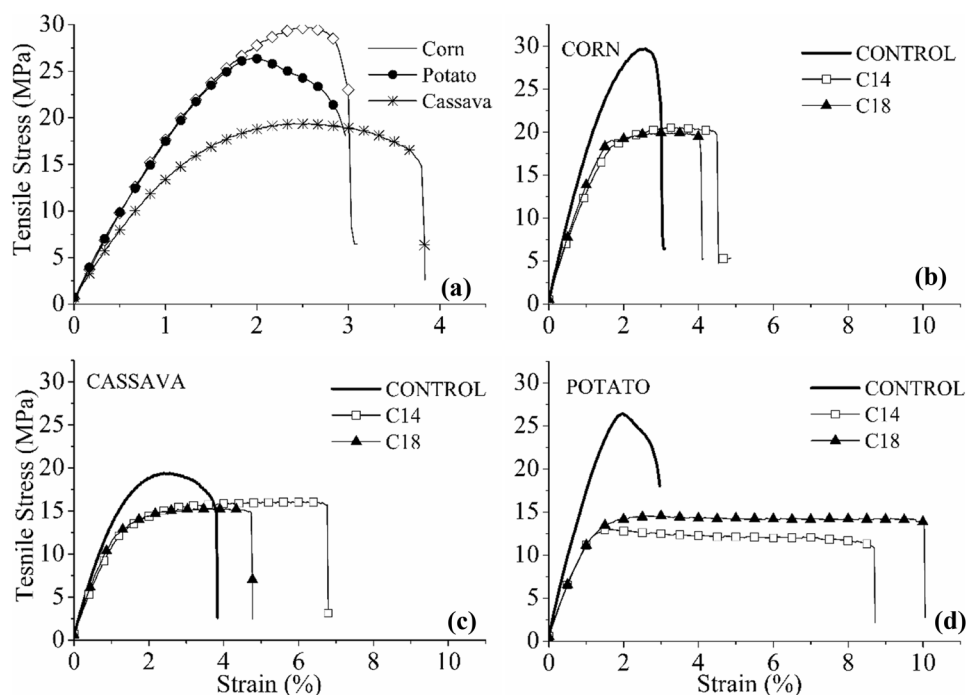 (a)
Tensile Stress (MPa)
30
25
20
15
10
5
0
0 1 2 3 4
Corn
Potato
Cassava
(b)
CORN
CONTROL
C14
C18
30
25
20
15
10
5
0
0 2 4 6 8 10
(c)
CASSAVA
CONTROL
C14
C18
Tesnile Stress (MPa)
30
25
20
15
10
5
0
0 2 4 6 8 10
Strain (%)
(d)
POTATO
CONTROL
C14
C18
30
25
20
15
10
5
0
0 2 4 6 8 10
Strain (%)